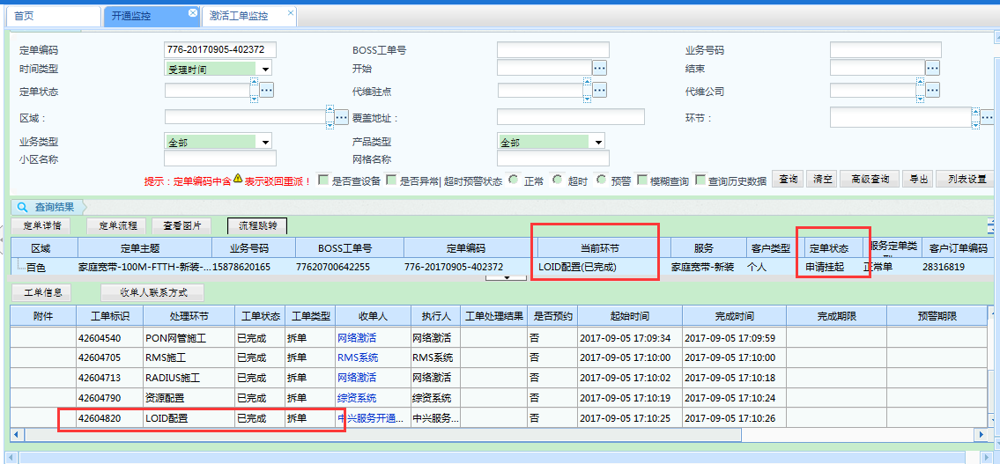 首页 开通监控 激活工单监控
定单编码 776-20170905-402372 BOSS工单号 业务号码
时间类型 受理时间 开始 结束
定单状态 代维驻点 代维公司
区域： 覆盖地址： 环节：
业务类型 全部 产品类型 全部
小区名称 网格名称
提示：定单编码中含 表示驳回重派！ 是否查设备 是否异常| 超时预警状态 正常 超时 预警 模糊查询 查询历史数据 查询 清空 高级查询 导出 列表设置
查询结果
定单详情 定单流程 查看图片 流程跳转
区域 定单主题 业务号码 BOSS工单号 定单编码 当前环节 服务 客户类型 定单状态 服务定单类型 客户订单编码
百色 家庭宽带-100M-FTTH-新装-... 15878620165 77620700642255 776-20170905-402372 LOID配置(已完成) 家庭宽带-新装 个人 申请挂起 正常单 28316819
工单信息 收单人联系方式
附件 工单标识 处理环节 工单状态 工单类型 收单人 执行人 工单处理结果 是否预约 起始时间 完成时间 完成期限 预警期限
42604540 PON网管施工 已完成 拆单 网络激活 网络激活 否 2017-09-05 17:09:34 2017-09-05 17:09:59
42604705 RMS施工 已完成 拆单 RMS系统 RMS系统 否 2017-09-05 17:10:00 2017-09-05 17:10:00
42604713 RADIUS施工 已完成 拆单 网络激活 网络激活 否 2017-09-05 17:10:02 2017-09-05 17:10:18
42604790 资源配置 已完成 拆单 综资系统 综资系统 否 2017-09-05 17:10:19 2017-09-05 17:10:24
42604820 LOID配置 已完成 拆单 中兴服务开通... 中兴服务... 否 2017-09-05 17:10:25 2017-09-05 17:10:26